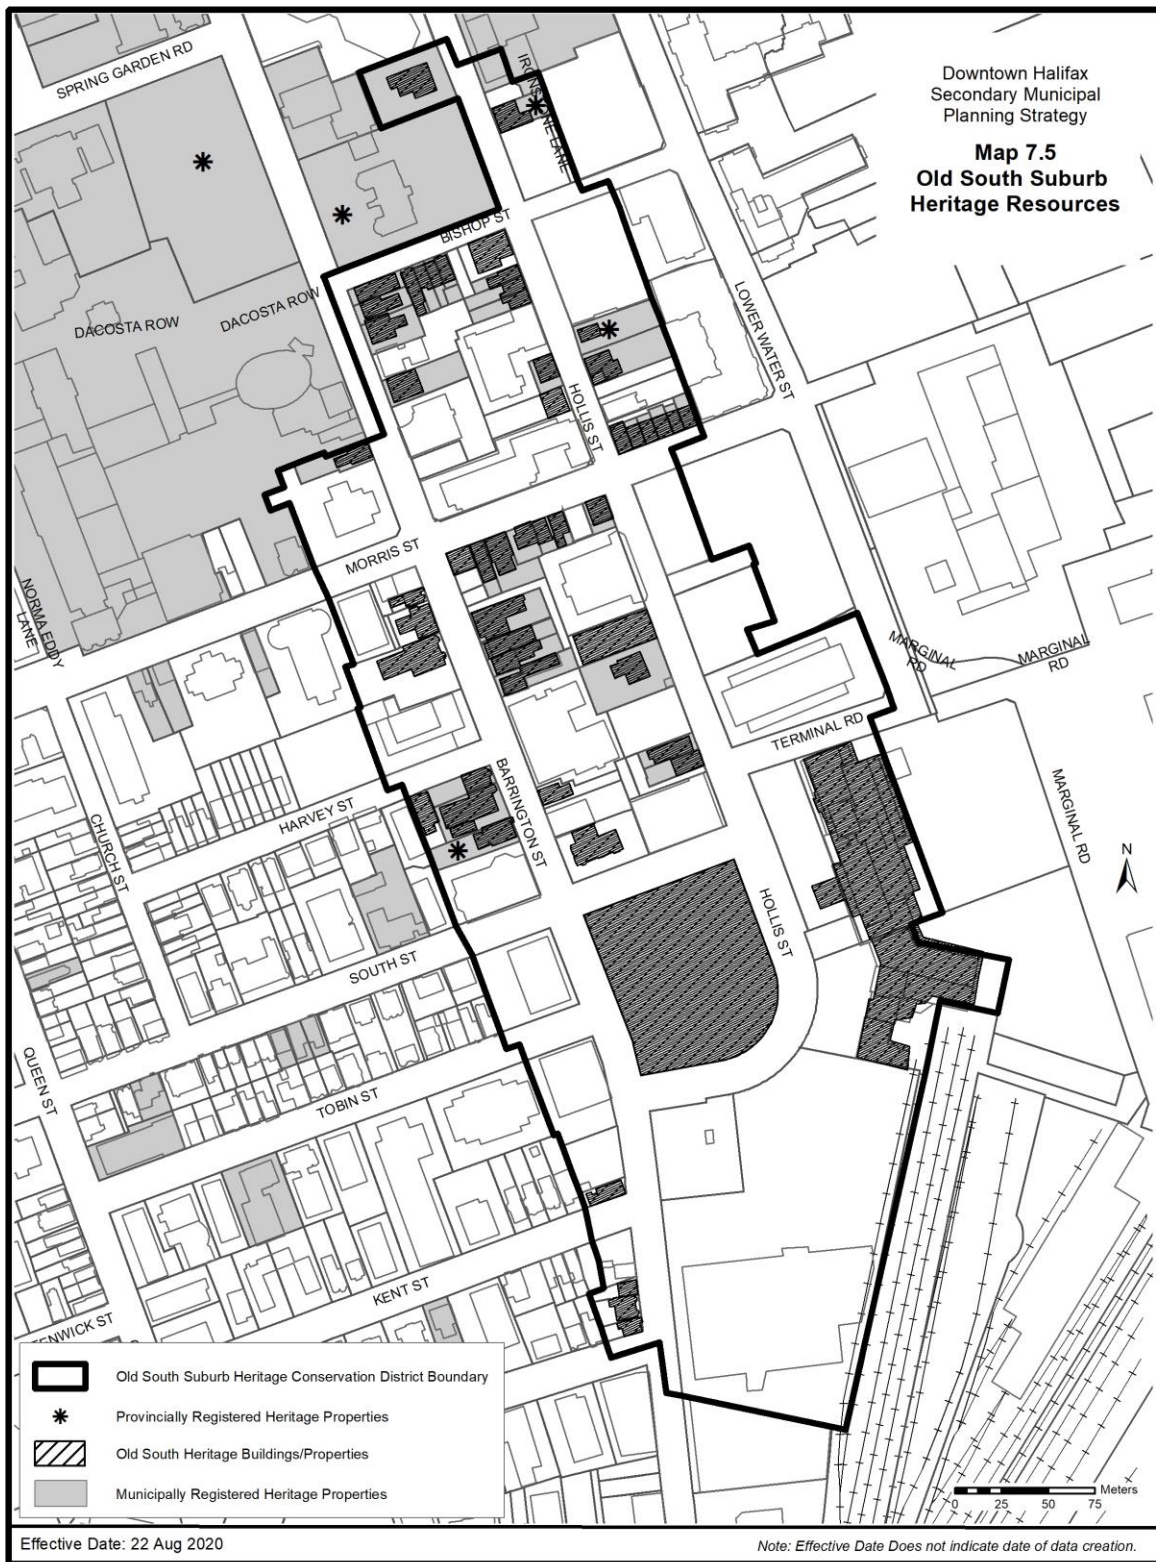 SPRING GARDEN RD
IRONSTONE LANE
Downtown Halifax
Secondary Municipal
Planning Strategy
Map 7.5
Old South Suburb
Heritage Resources
BISHOP ST
DACOSTA ROW
DACOSTA ROW
LOWER WATER ST
HOLLIS ST
MORRIS ST
NORMA EDDY
LANE
MARGINAL
RD
MARGINAL
RD
TERMINAL RD
BARRINGTON ST
MARGINAL RD
HARVEY ST
CHURCH ST
N
HOLLIS ST
SOUTH ST
QUEEN ST
TOBIN ST
KENT ST
ENWICK ST
Old South Suburb Heritage Conservation District Boundary
Provincially Registered Heritage Properties
Old South Heritage Buildings/Properties
Municipally Registered Heritage Properties
Meters
0 25 50 75
Effective Date: 22 Aug 2020
Note: Effective Date Does not indicate date of data creation.